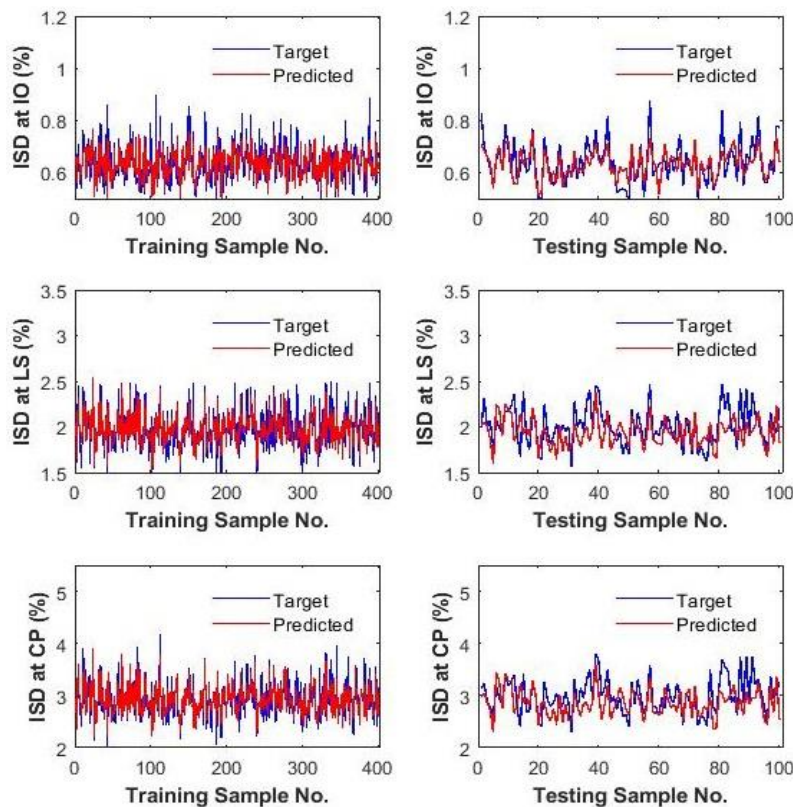 ISD at IO (%)
1.2
1
0.8
0.6
Target
Predicted
0 100 200 300 400
Training Sample No.
ISD at IO (%)
1.2
1
0.8
0.6
Target
Predicted
0 20 40 60 80 100
Testing Sample No.
ISD at LS (%)
3.5
3
2.5
2
1.5
Target
Predicted
0 100 200 300 400
Training Sample No.
ISD at LS (%)
3.5
3
2.5
2
1.5
Target
Predicted
0 20 40 60 80 100
Testing Sample No.
ISD at CP (%)
5
4
3
2
Target
Predicted
0 100 200 300 400
Training Sample No.
ISD at CP (%)
5
4
3
2
Target
Predicted
0 20 40 60 80 100
Testing Sample No.